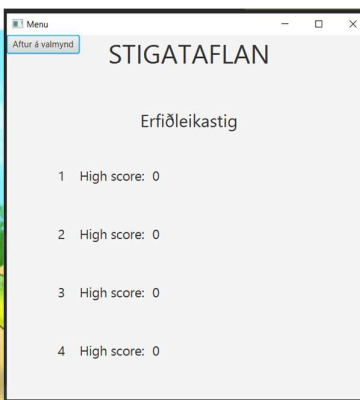 Menu
Aftur á valmynd
STIGATAFLAN
Erfiðleikastig
1 High score: 0
2 High score: 0
3 High score: 0
4 High score: 0